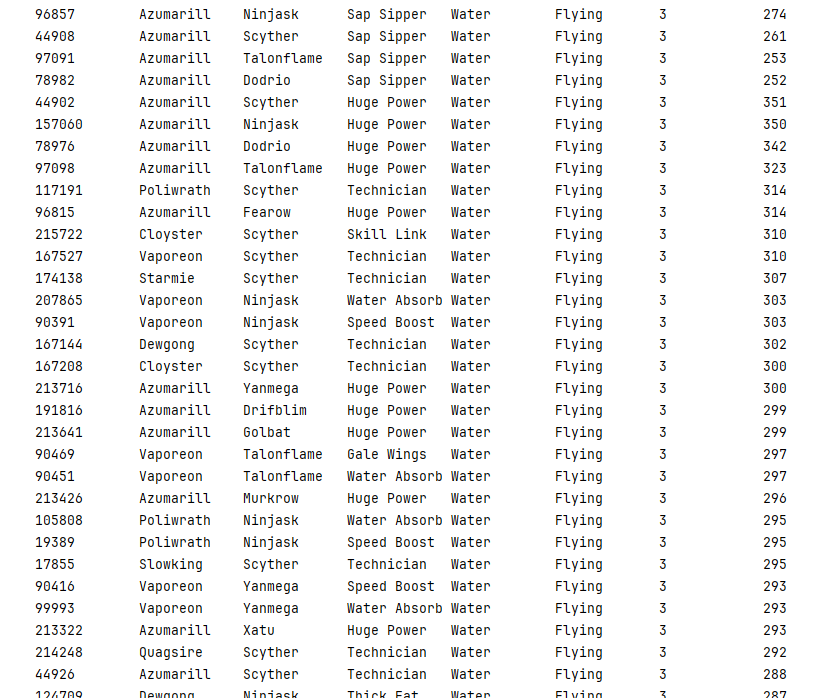 96857 Azumarill Ninjask Sap Sipper Water Flying 3 274
44908 Azumarill Scyther Sap Sipper Water Flying 3 261
97091 Azumarill Talonflame Sap Sipper Water Flying 3 253
78982 Azumarill Dodrio Sap Sipper Water Flying 3 252
44902 Azumarill Scyther Huge Power Water Flying 3 351
157060 Azumarill Ninjask Huge Power Water Flying 3 350
78976 Azumarill Dodrio Huge Power Water Flying 3 342
97098 Azumarill Talonflame Huge Power Water Flying 3 323
117191 Poliwrath Scyther Technician Water Flying 3 314
96815 Azumarill Fearow Huge Power Water Flying 3 314
215722 Cloyster Scyther Skill Link Water Flying 3 310
167527 Vaporeon Scyther Technician Water Flying 3 310
174138 Starmie Scyther Technician Water Flying 3 307
207865 Vaporeon Ninjask Water Absorb Water Flying 3 303
90391 Vaporeon Ninjask Speed Boost Water Flying 3 303
167144 Dewgong Scyther Technician Water Flying 3 302
167208 Cloyster Scyther Technician Water Flying 3 300
213716 Azumarill Yanmega Huge Power Water Flying 3 300
191816 Azumarill Drifblim Huge Power Water Flying 3 299
213641 Azumarill Golbat Huge Power Water Flying 3 299
90469 Vaporeon Talonflame Gale Wings Water Flying 3 297
90451 Vaporeon Talonflame Water Absorb Water Flying 3 297
213426 Azumarill Murkrow Huge Power Water Flying 3 296
105808 Poliwrath Ninjask Water Absorb Water Flying 3 295
19389 Poliwrath Ninjask Speed Boost Water Flying 3 295
17855 Slowking Scyther Technician Water Flying 3 295
90416 Vaporeon Yanmega Speed Boost Water Flying 3 293
99993 Vaporeon Yanmega Water Absorb Water Flying 3 293
213322 Azumarill Xatu Huge Power Water Flying 3 293
214248 Quagsire Scyther Technician Water Flying 3 292
44926 Azumarill Scyther Technician Water Flying 3 288
124709 Dewgong Ninjask Thick Fat Water Flying 3 287